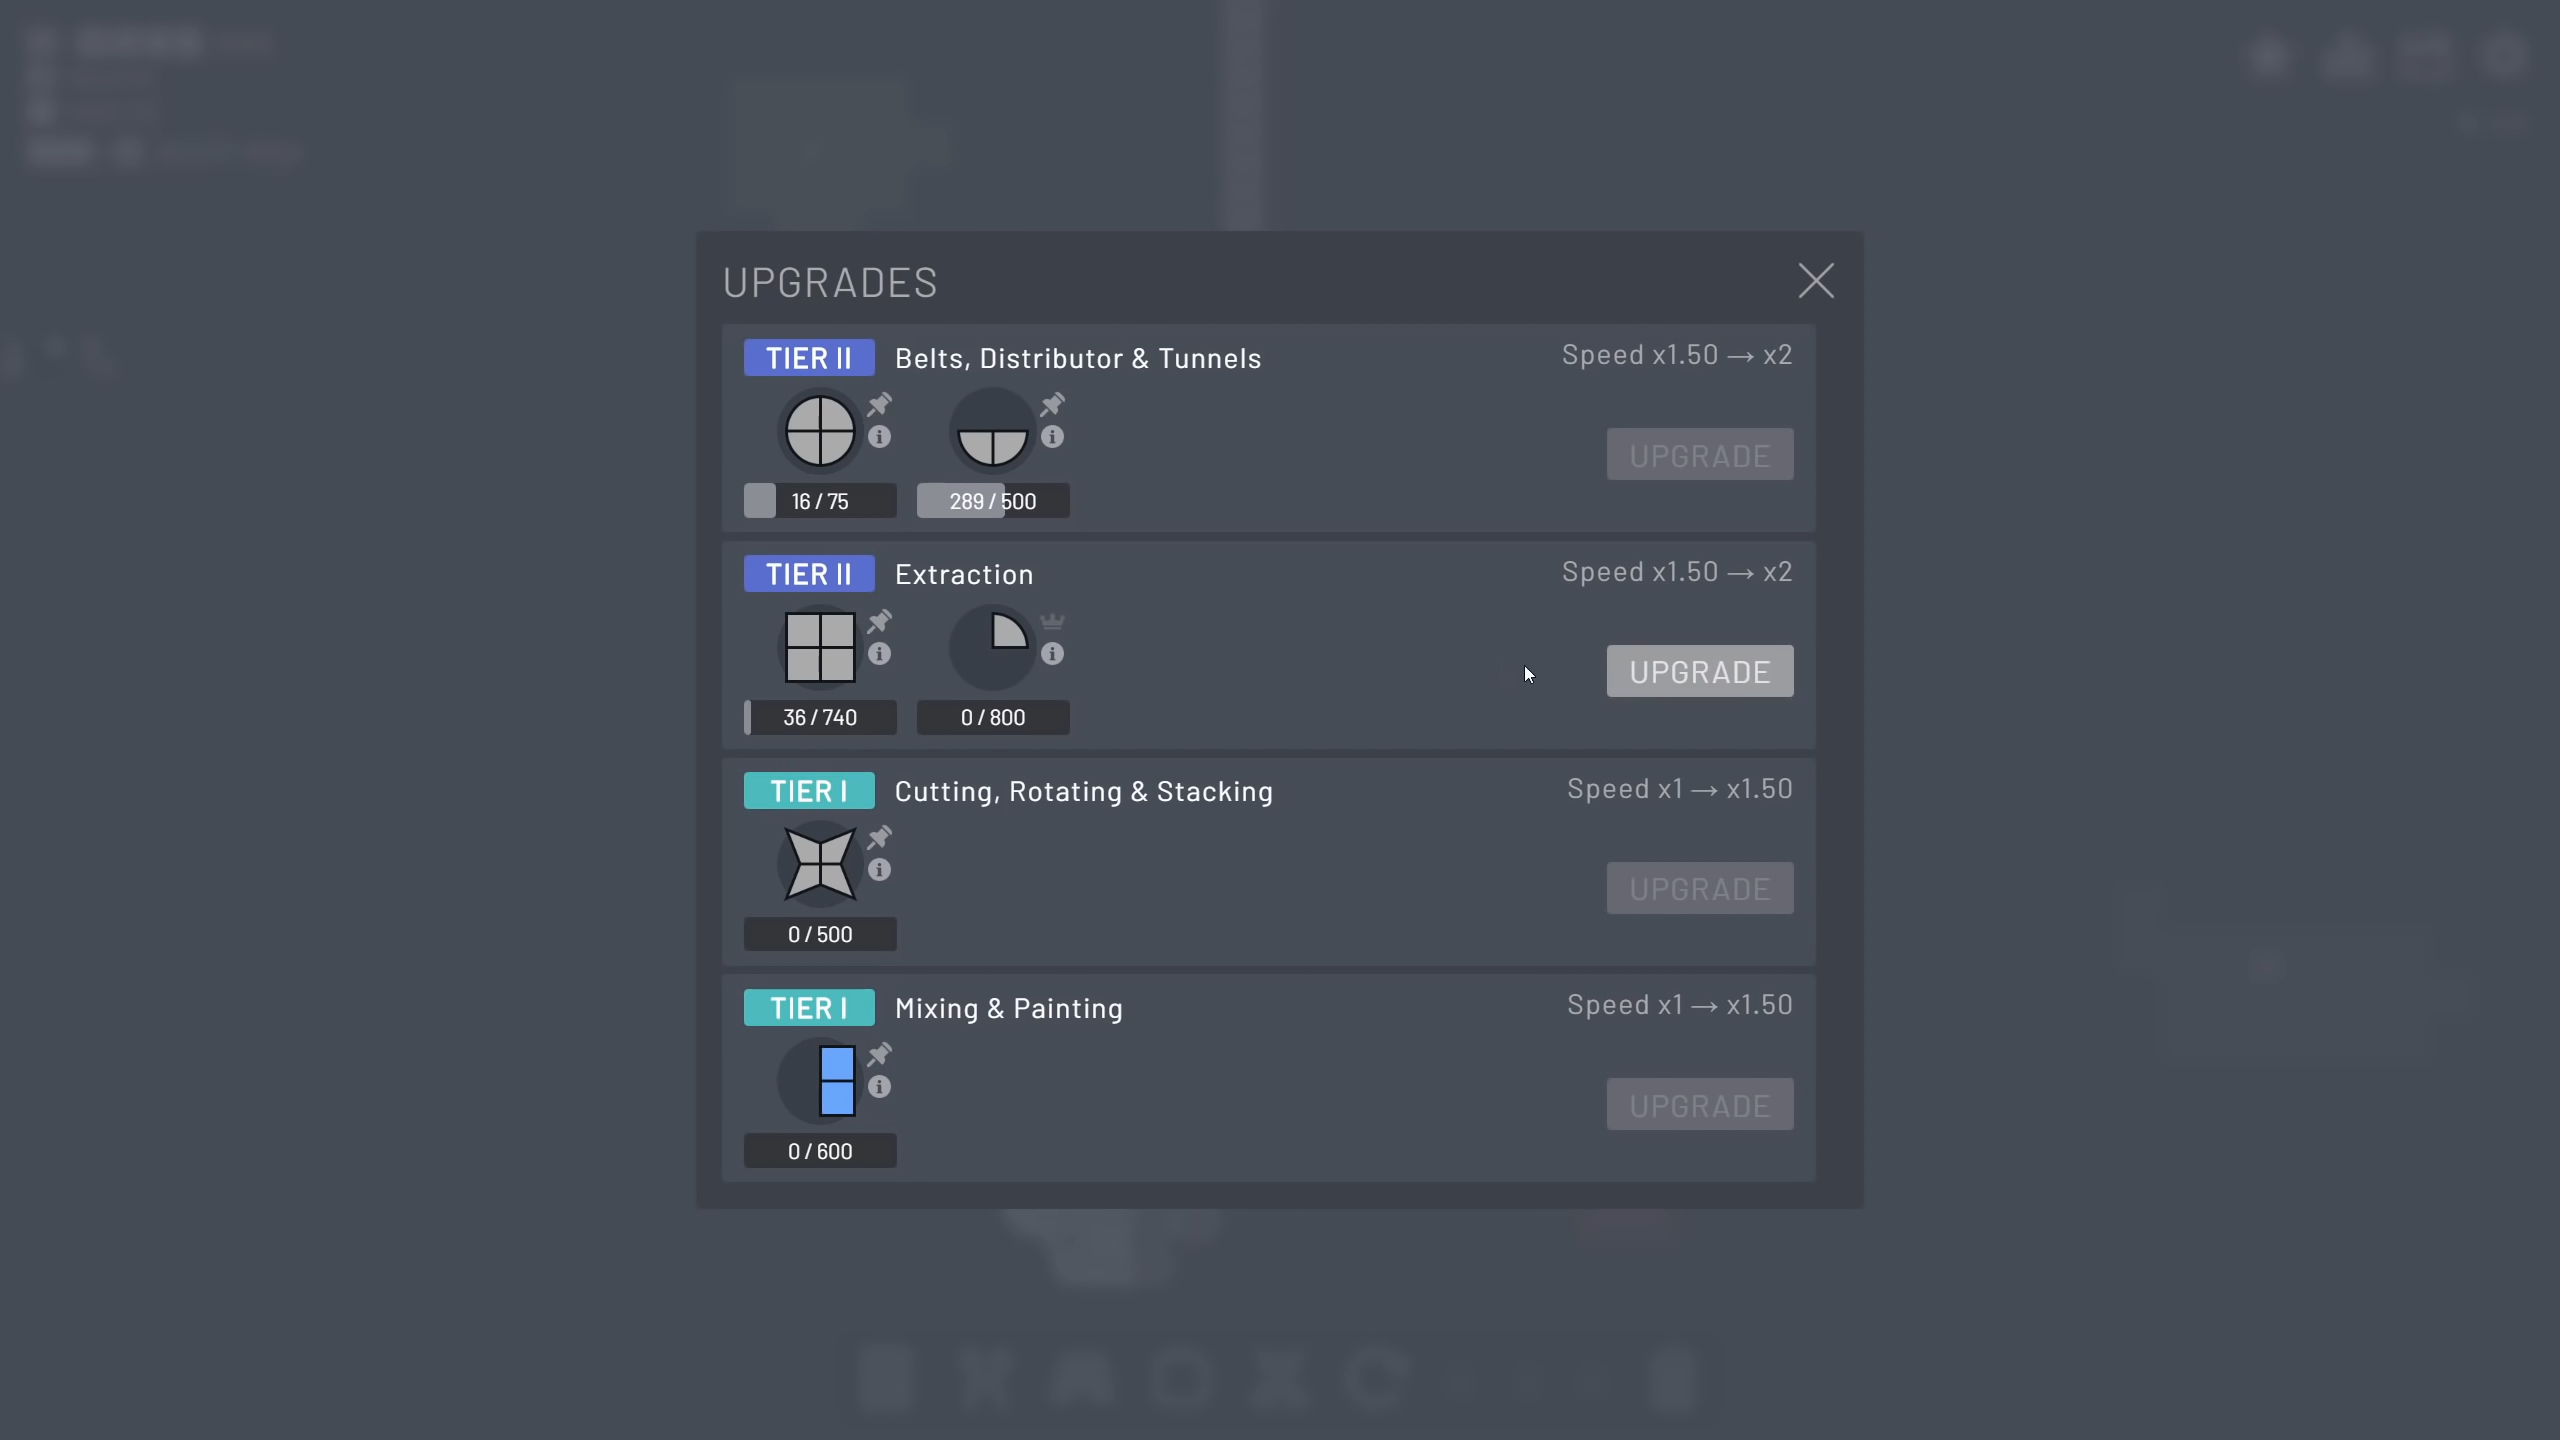 UPGRADES
TIER II Belts, Distributor & Tunnels Speed x1.50 → x2
16 / 75 289 / 500 UPGRADE
TIER II Extraction Speed x1.50 → x2
36 / 740 0 / 800 UPGRADE
TIER I Cutting, Rotating & Stacking Speed x1 → x1.50
0 / 500 UPGRADE
TIER I Mixing & Painting Speed x1 → x1.50
0 / 600 UPGRADE